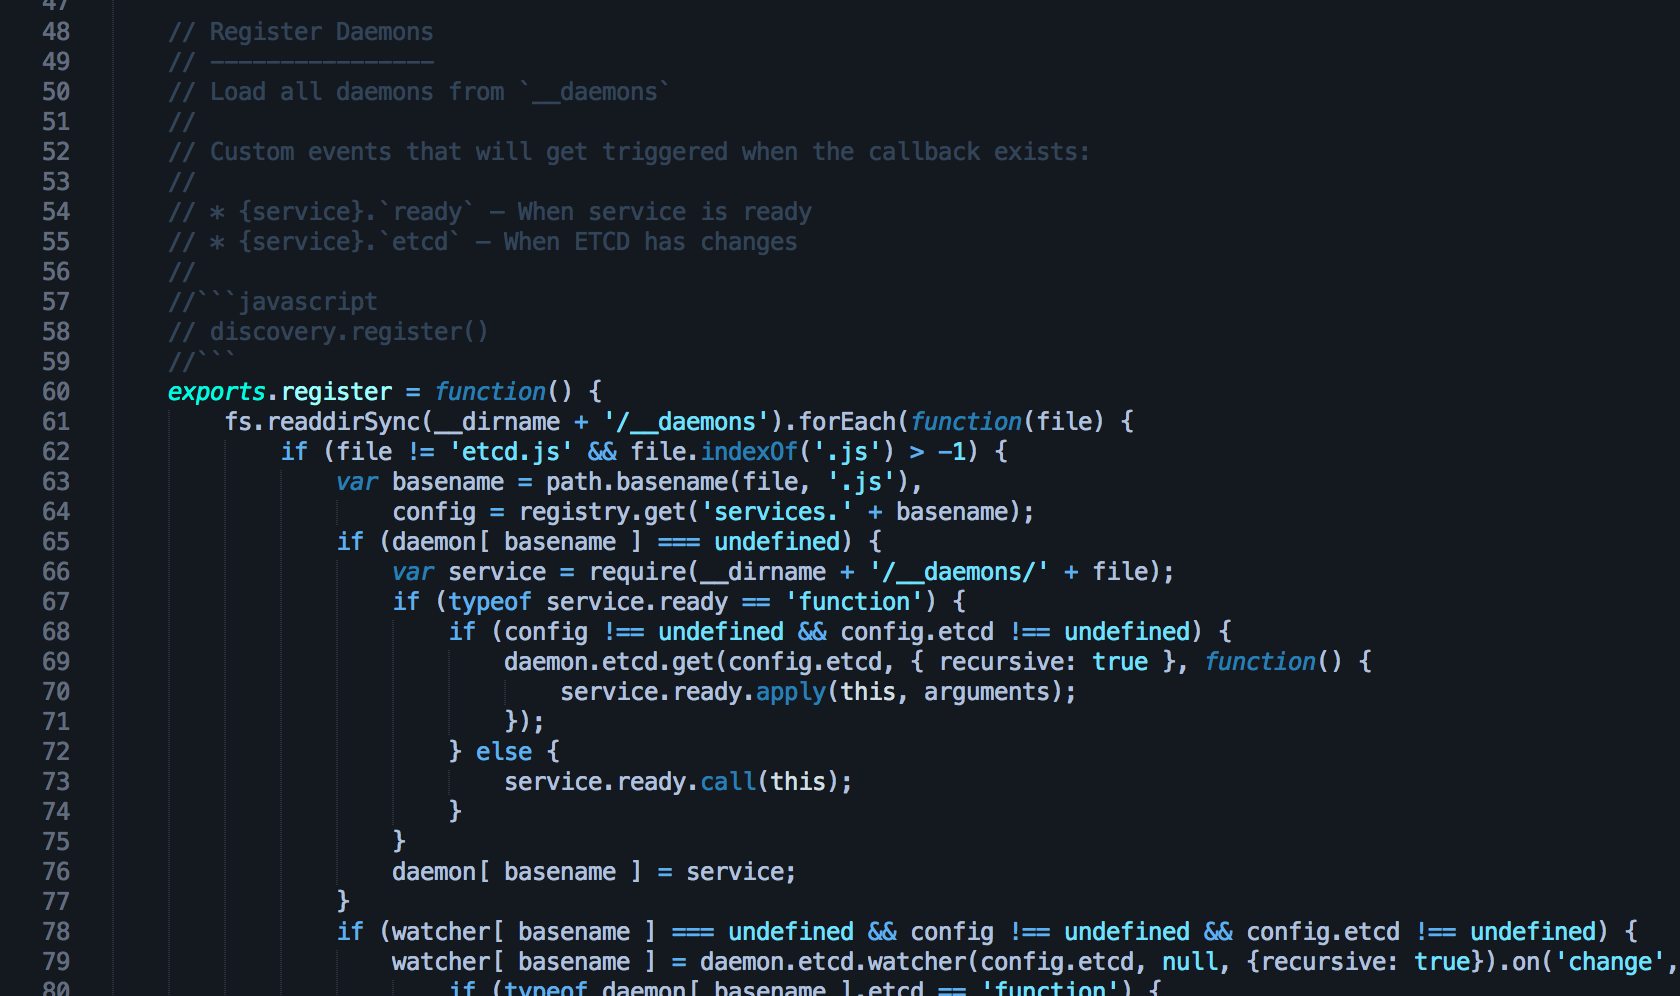 47
48 // Register Daemons
49 // ----------------
50 // Load all daemons from `__daemons`
51 //
52 // Custom events that will get triggered when the callback exists:
53 //
54 // * {service}.`ready` – When service is ready
55 // * {service}.`etcd` – When ETCD has changes
56 //
57 //```javascript
58 // discovery.register()
59 //```
60 exports.register = function() {
61 fs.readdirSync(__dirname + '/__daemons').forEach(function(file) {
62 if (file != 'etcd.js' && file.indexOf('.js') > -1) {
63 var basename = path.basename(file, '.js'),
64 config = registry.get('services.' + basename);
65 if (daemon[ basename ] === undefined) {
66 var service = require(__dirname + '/__daemons/' + file);
67 if (typeof service.ready == 'function') {
68 if (config !== undefined && config.etcd !== undefined) {
69 daemon.etcd.get(config.etcd, { recursive: true }, function() {
70 service.ready.apply(this, arguments);
71 });
72 } else {
73 service.ready.call(this);
74 }
75 }
76 daemon[ basename ] = service;
77 }
78 if (watcher[ basename ] === undefined && config !== undefined && config.etcd !== undefined) {
79 watcher[ basename ] = daemon.etcd.watcher(config.etcd, null, {recursive: true}).on('change',
80 if (typeof daemon[ basename ].etcd == 'function') {